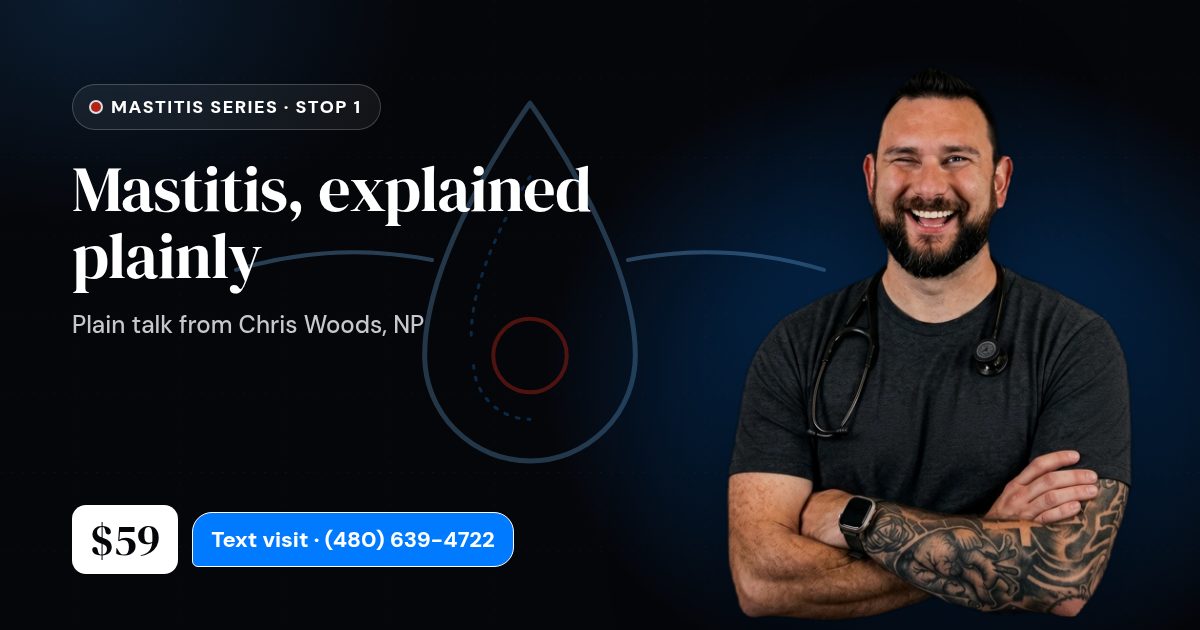 MASTITIS SERIES · STOP 1
Mastitis, explained
plainly
Plain talk from Chris Woods, NP
$59
Text visit · (480) 639-4722